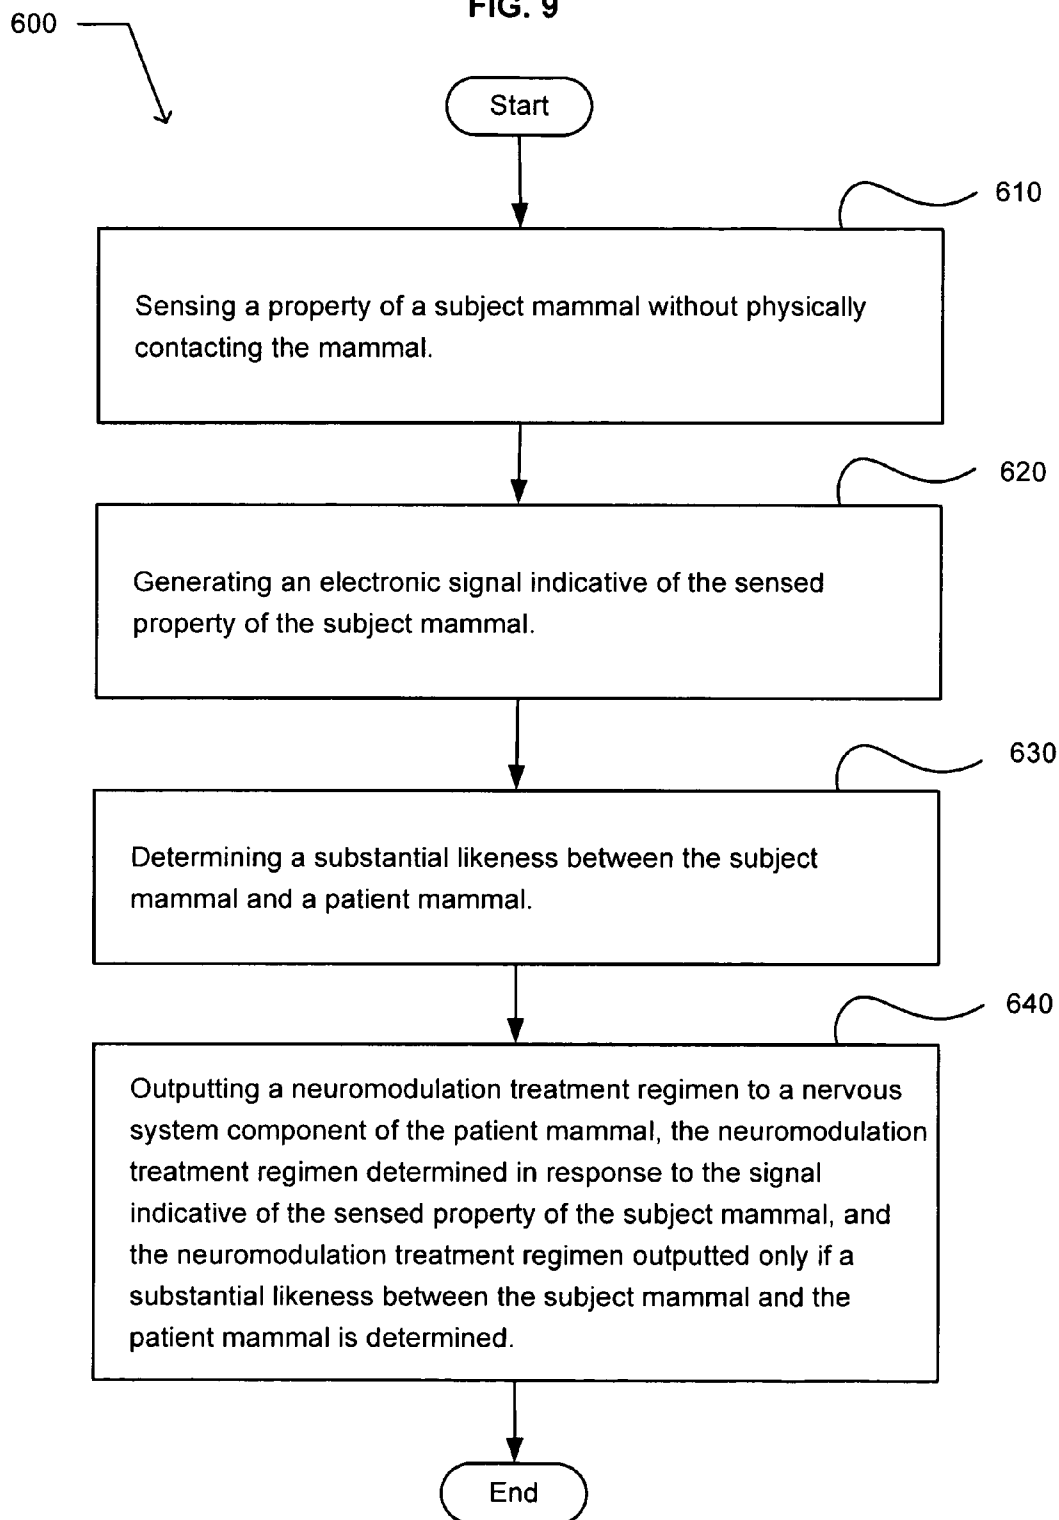 FIG. 9
600
Start
610
Sensing a property of a subject mammal without physically
contacting the mammal.
620
Generating an electronic signal indicative of the sensed
property of the subject mammal.
630
Determining a substantial likeness between the subject
mammal and a patient mammal.
640
Outputting a neuromodulation treatment regimen to a nervous
system component of the patient mammal, the neuromodulation
treatment regimen determined in response to the signal
indicative of the sensed property of the subject mammal, and
the neuromodulation treatment regimen outputted only if a
substantial likeness between the subject mammal and the
patient mammal is determined.
End